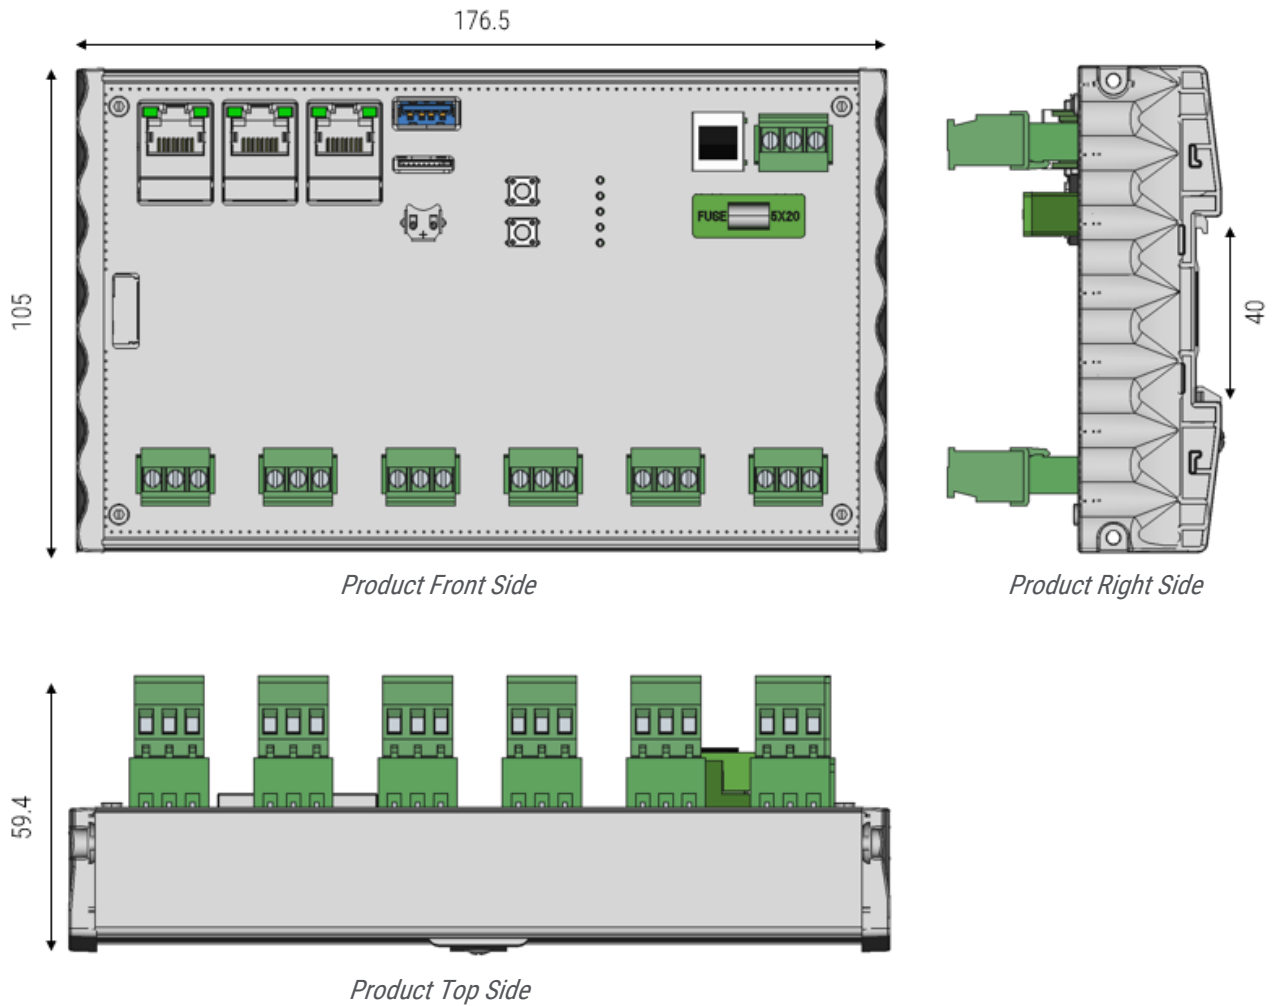 176.5
105
FUSE 5X20
40
Product Front Side
Product Right Side
59.4
Product Top Side